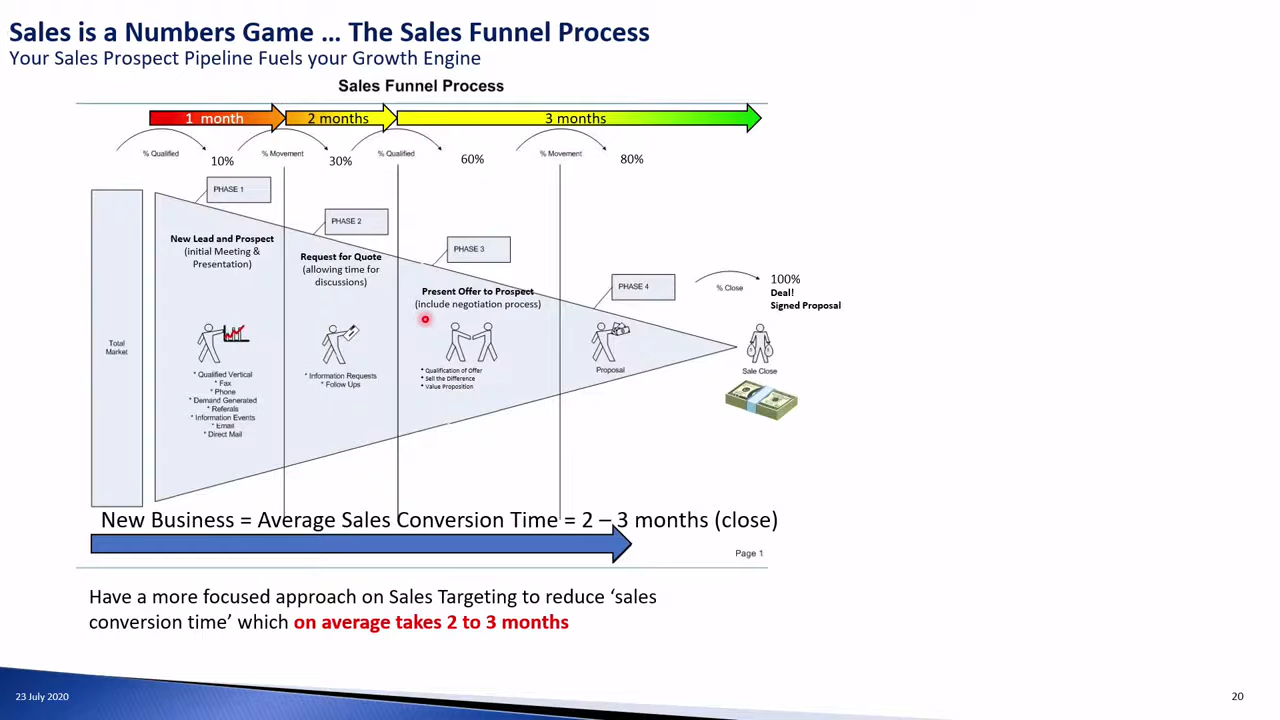 Sales is a Numbers Game … The Sales Funnel Process
Your Sales Prospect Pipeline Fuels your Growth Engine
Sales Funnel Process
1 month
2 months
3 months
% Qualified
10%
% Movement
30%
% Qualified
60%
% Movement
80%
PHASE 1
PHASE 2
PHASE 3
PHASE 4
Total
Market
New Lead and Prospect
(initial Meeting &
Presentation)
* Qualified Vertical
* Fax
* Phone
* Demand Generated
* Referals
* Information Events
* Email
* Direct Mail
Request for Quote
(allowing time for
discussions)
* Information Requests
* Follow Ups
Present Offer to Prospect
(include negotiation process)
* Qualification of Offer
* Sell the Difference
* Value Proposition
Proposal
% Close
100%
Deal!
Signed Proposal
Sale Close
New Business = Average Sales Conversion Time = 2 – 3 months (close)
Page 1
Have a more focused approach on Sales Targeting to reduce ‘sales
conversion time’ which on average takes 2 to 3 months
23 July 2020
20